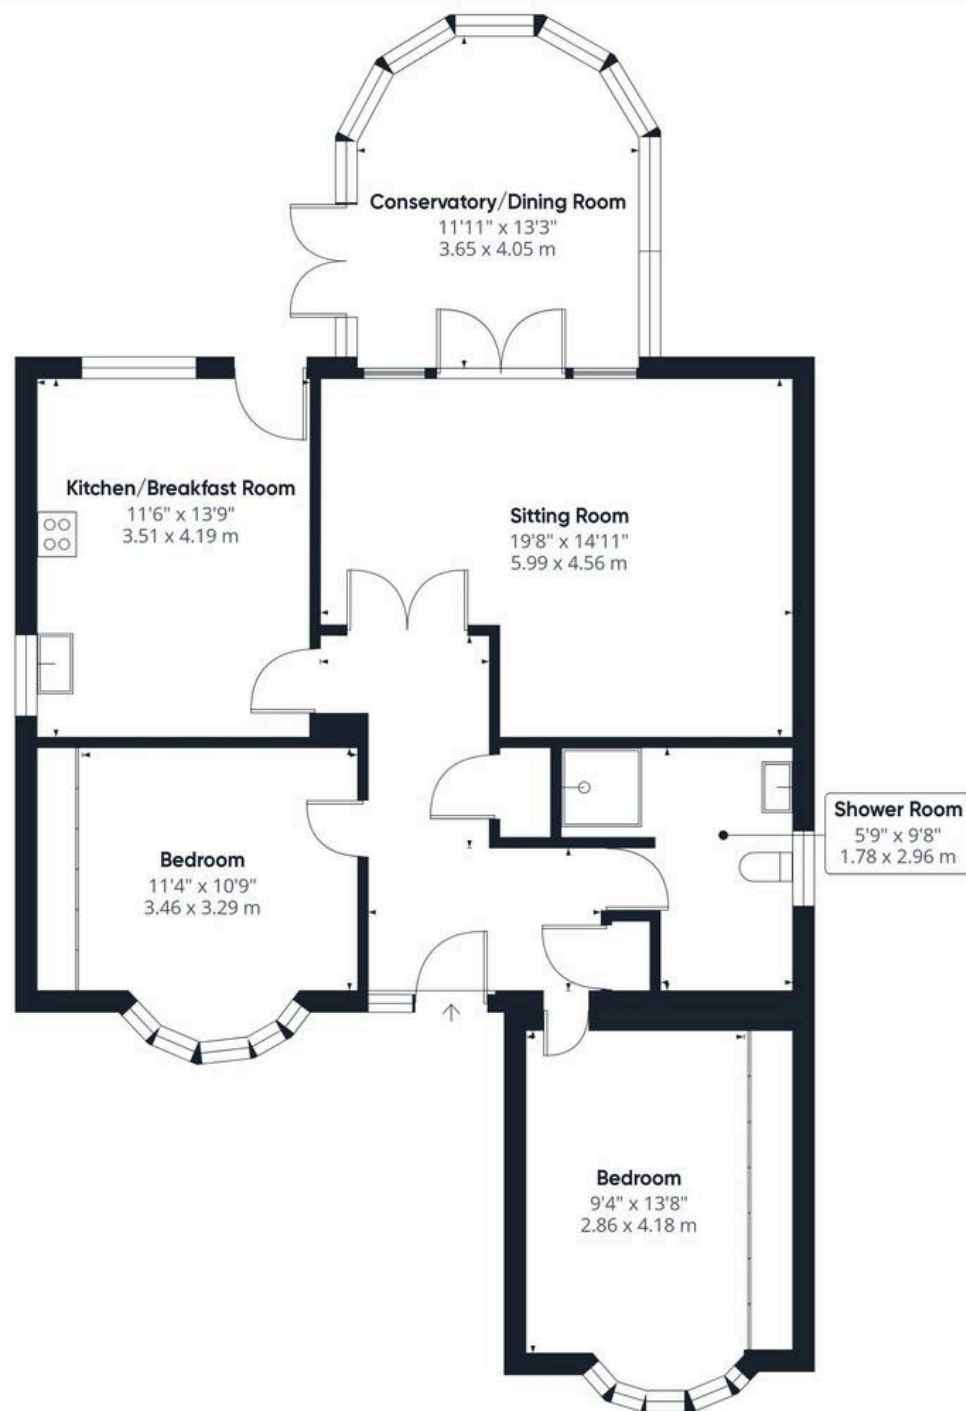 Conservatory/Dining Room
11'11" x 13'3"
3.65 x 4.05 m
Kitchen/Breakfast Room
11'6" x 13'9"
3.51 x 4.19 m
Sitting Room
19'8" x 14'11"
5.99 x 4.56 m
Bedroom
11'4" x 10'9"
3.46 x 3.29 m
Shower Room
5'9" x 9'8"
1.78 x 2.96 m
Bedroom
9'4" x 13'8"
2.86 x 4.18 m